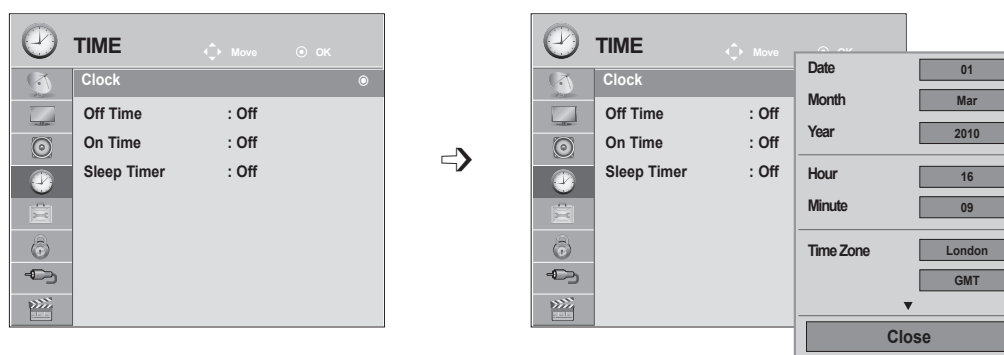 TIME
Move OK
Clock
Off Time : Off
On Time : Off
Sleep Timer : Off
TIME
Move OK
Clock
Off Time : Off
On Time : Off
Sleep Timer : Off
Date 01
Month Mar
Year 2010
Hour 16
Minute 09
Time Zone London
GMT
Close